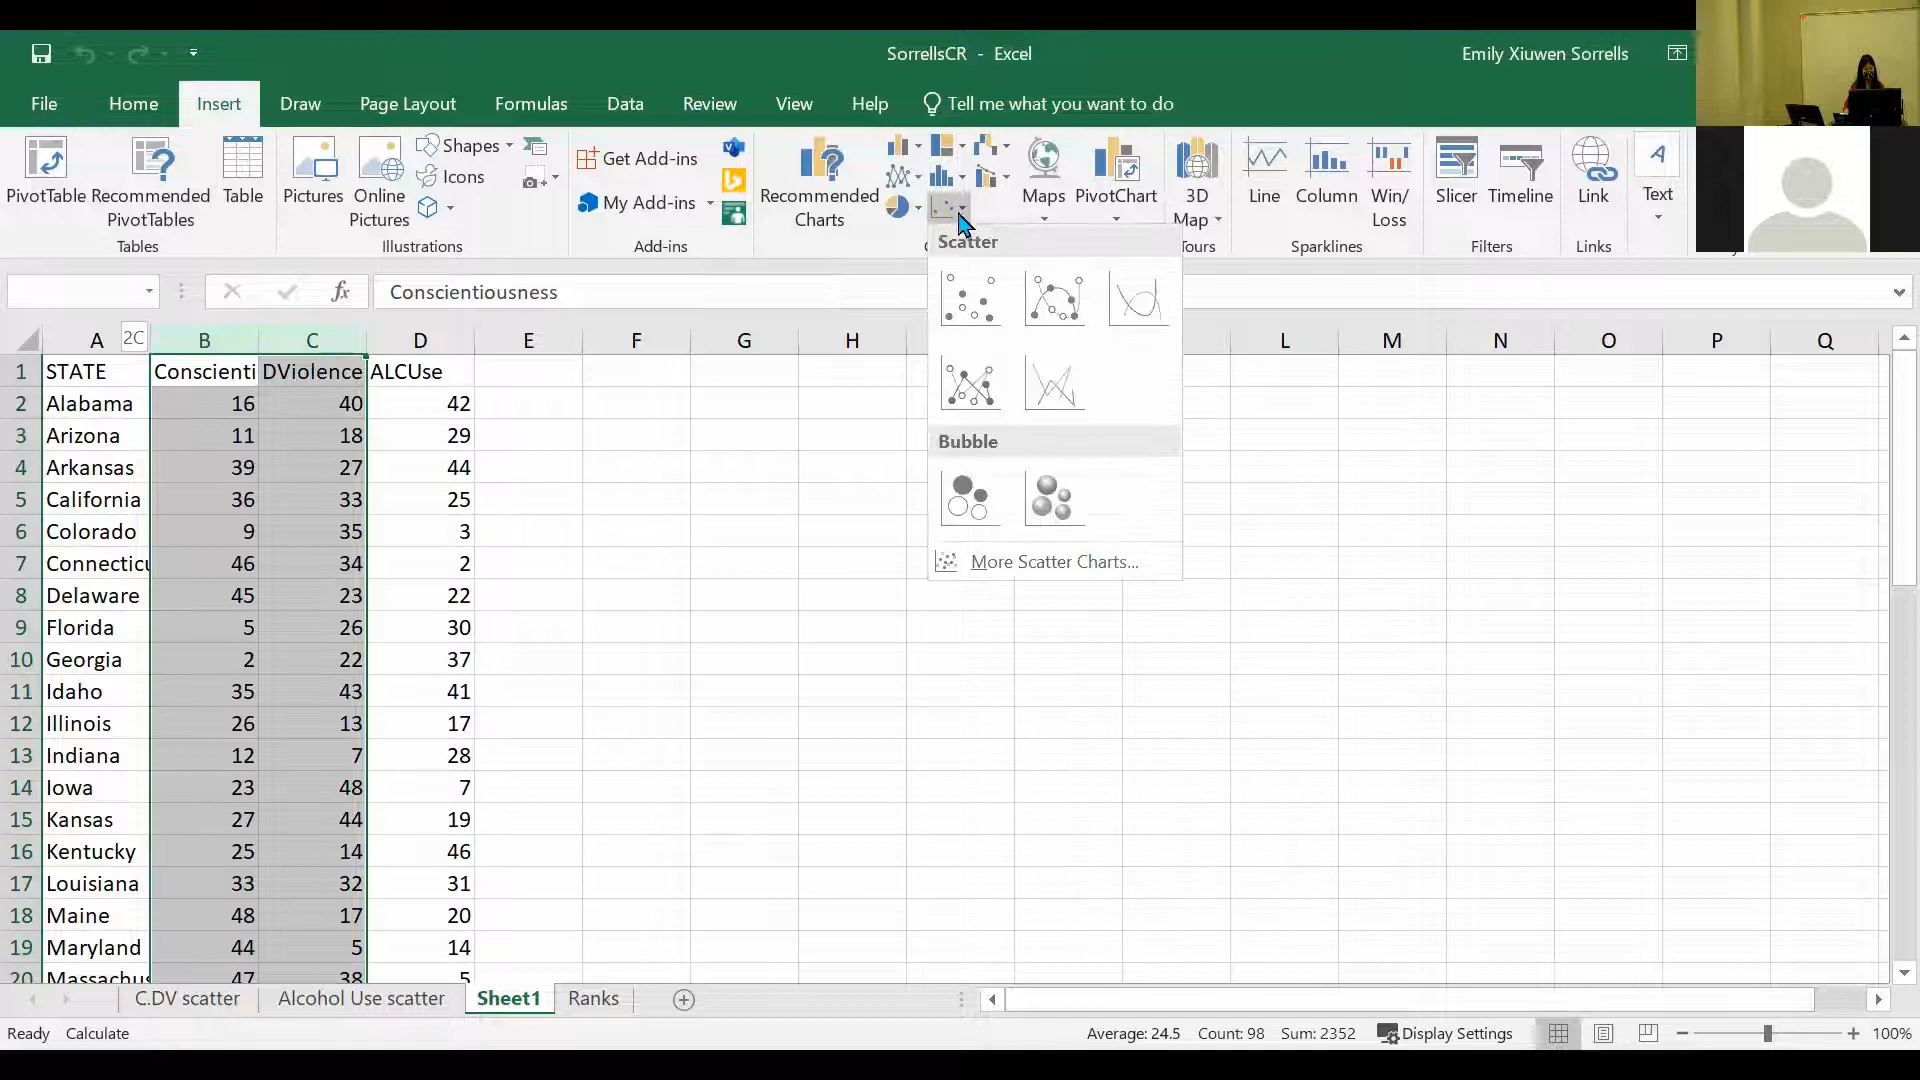 SorrellsCR - Excel
Emily Xiuwen Sorrells
File Home Insert Draw Page Layout Formulas Data Review View Help Tell me what you want to do
PivotTable
Recommended
PivotTables
Table
Tables
Pictures
Online
Pictures
Shapes
Icons
Illustrations
Get Add-ins
My Add-ins
Add-ins
Recommended
Charts
Maps
PivotChart
3D
Map
Tours
Line
Column
Win/
Loss
Sparklines
Slicer
Timeline
Filters
Link
Links
Text
Scatter
Bubble
More Scatter Charts...
fx Conscientiousness
2C
A B C D E F G H L M N O P Q
1 STATE Conscienti DViolence ALCUse
2 Alabama 16 40 42
3 Arizona 11 18 29
4 Arkansas 39 27 44
5 California 36 33 25
6 Colorado 9 35 3
7 Connecticu 46 34 2
8 Delaware 45 23 22
9 Florida 5 26 30
10 Georgia 2 22 37
11 Idaho 35 43 41
12 Illinois 26 13 17
13 Indiana 12 7 28
14 Iowa 23 48 7
15 Kansas 27 44 19
16 Kentucky 25 14 46
17 Louisiana 33 32 31
18 Maine 48 17 20
19 Maryland 44 5 14
20 Massachus 47 38 5
C.DV scatter Alcohol Use scatter Sheet1 Ranks
Ready Calculate Average: 24.5 Count: 98 Sum: 2352 Display Settings 100%